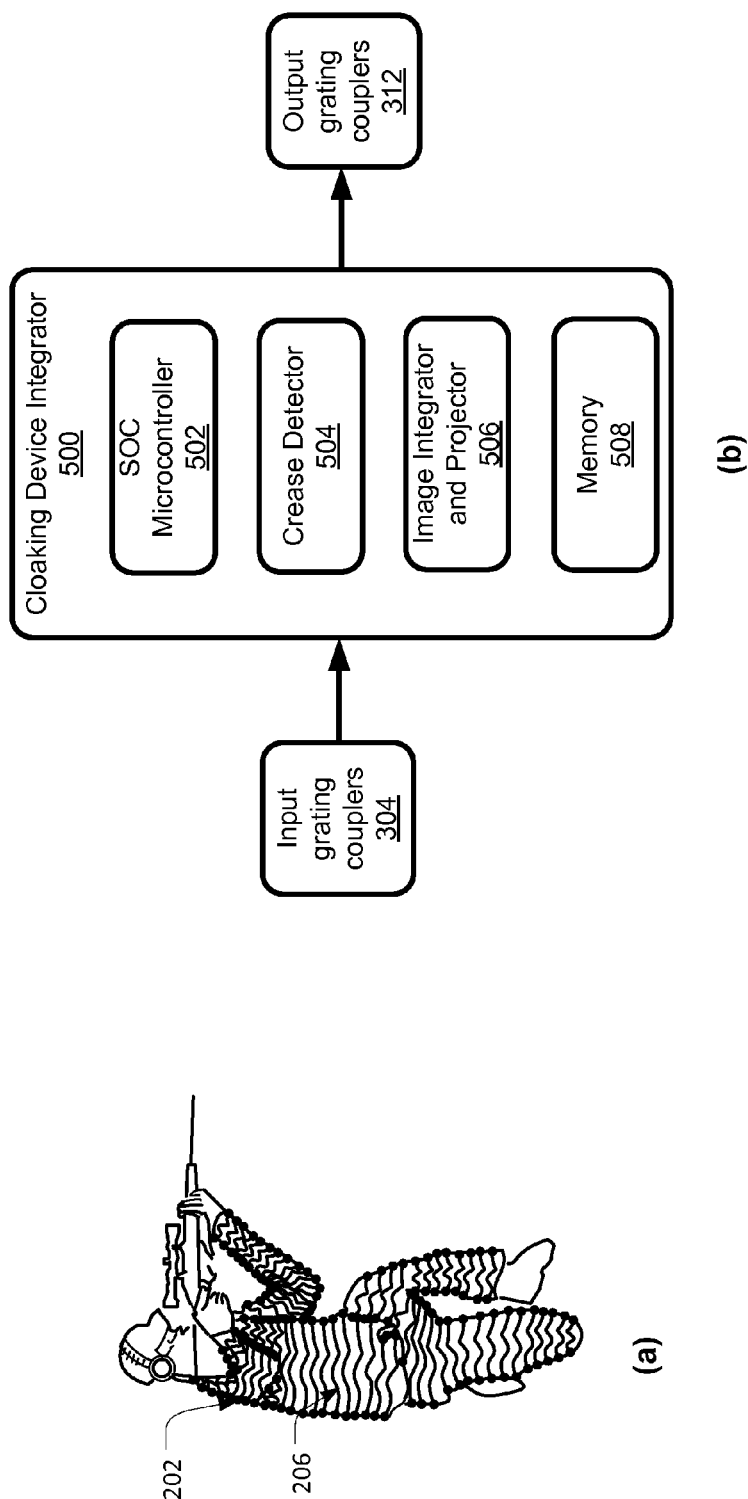 202
206
(a)
Cloaking Device Integrator
500
SOC
Microcontroller
502
Crease Detector
504
Image Integrator
and Projector
506
Memory
508
Input
grating
couplers
304
Output
grating
couplers
312
(b)